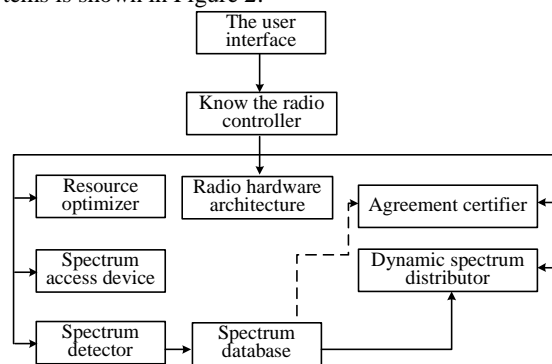 tems is shown in Figure 2.
The user
interface
Know the radio
controller
Resource
optimizer
Radio hardware
architecture
Agreement certifier
Spectrum
access device
Dynamic spectrum
distributor
Spectrum
detector
Spectrum
database